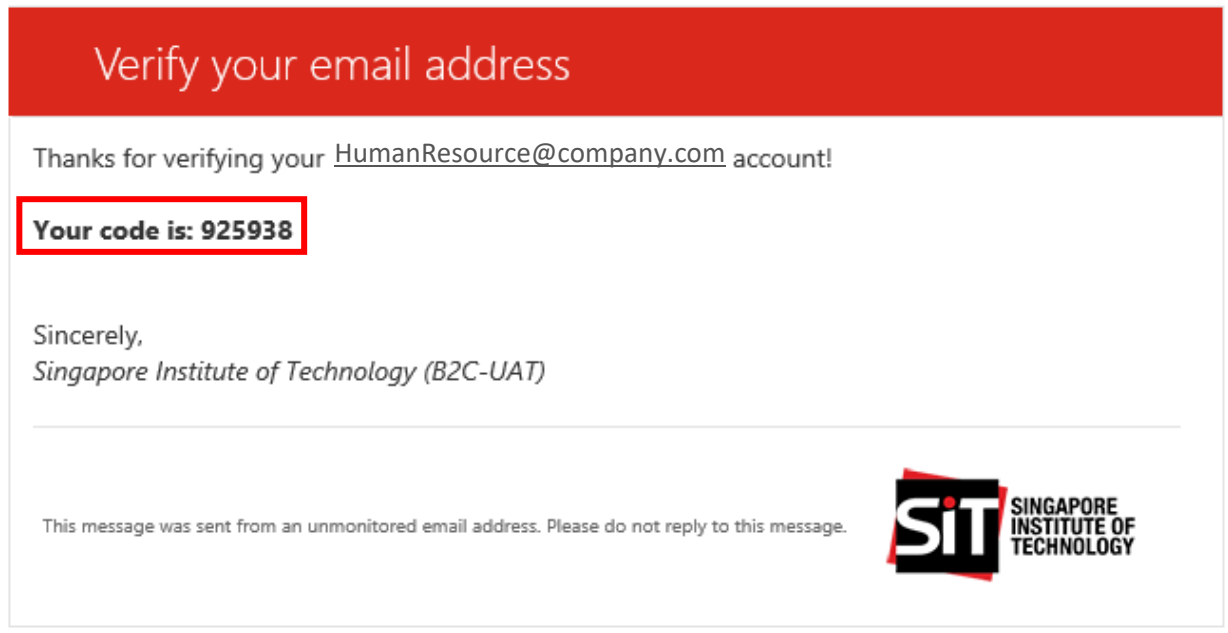 Verify your email address
Thanks for verifying your HumanResource@company.com account!
Your code is: 925938
Sincerely,
Singapore Institute of Technology (B2C-UAT)
This message was sent from an unmonitored email address. Please do not reply to this message.
SiT
SINGAPORE
INSTITUTE OF
TECHNOLOGY